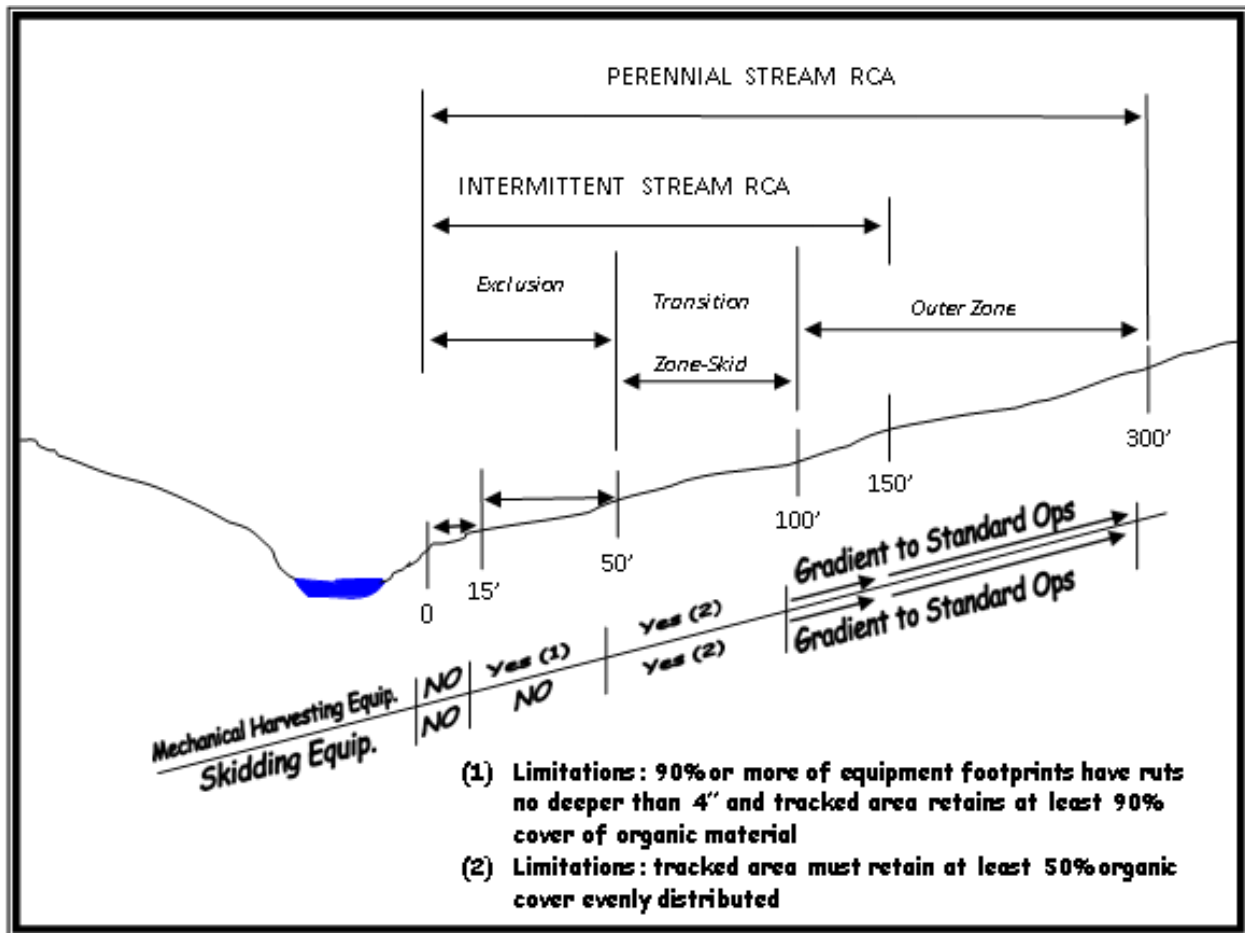 PERENNIAL STREAM RCA
INTERMITTENT STREAM RCA
Exclusion
Transition
Outer Zone
Zone-Skid
300’
150’
100’
50’
15’
0
Gradient to Standard Ops
Gradient to Standard Ops
Yes (2)
Yes (2)
Yes (1)
NO
NO
NO
Mechanical Harvesting Equip.
Skidding Equip.
(1) Limitations: 90% or more of equipment footprints have ruts
no deeper than 4” and tracked area retains at least 90%
cover of organic material
(2) Limitations: tracked area must retain at least 50% organic
cover evenly distributed